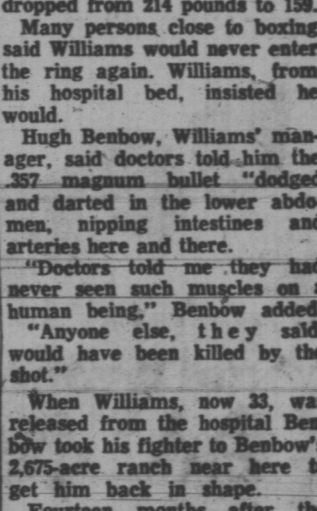 dropped from 214 pounds to 159.
Many persons close to boxing
said Williams would never enter
the ring again. Williams, from
his hospital bed, insisted he
would.
Hugh Benbow, Williams' man-
ager, said doctors told him the
.357 magnum bullet "dodged
and darted in the lower abdo
men, nipping intestines and
arteries here and there.
"Doctors told me they had
never seen such muscles on a
human being," Benbow added
"Anyone else, they said
would have been killed by the
shot."
When Williams, now 33, wa
released from the hospital Ben
bow took his fighter to Benbow'
2,675-acre ranch near here t
get him back in shape.
Fourteen months after th